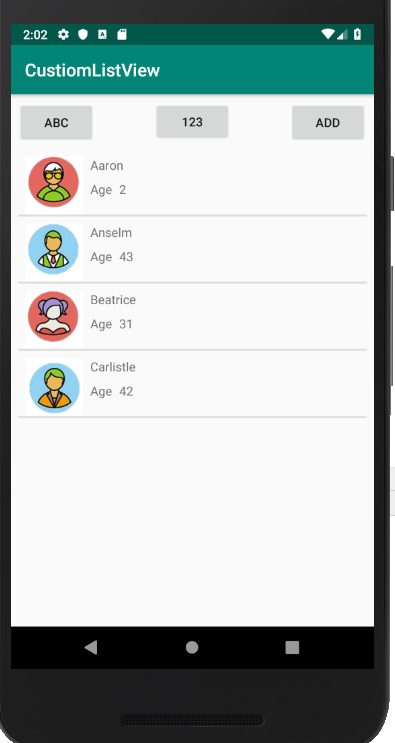 2:02
CustiomListView
ABC 123 ADD
Aaron
Age 2
Anselm
Age 43
Beatrice
Age 31
Carlistle
Age 42